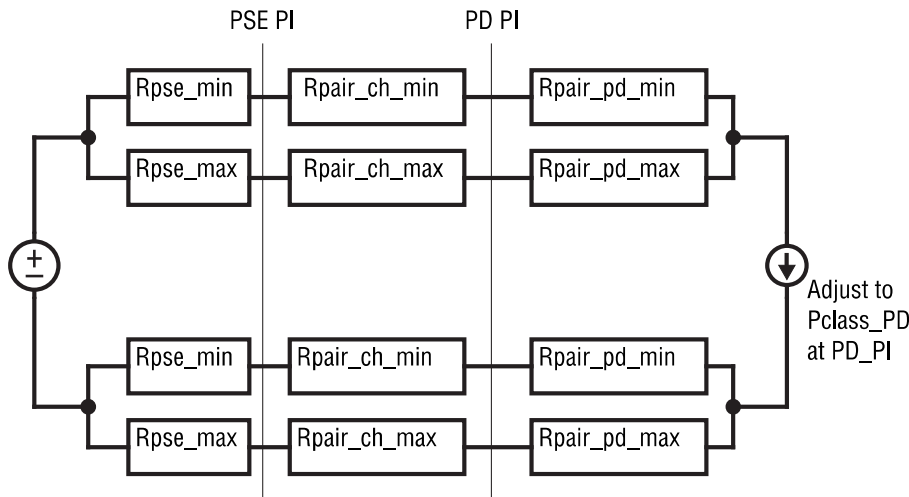 PSE PI PD PI
Rpse_min Rpair_ch_min Rpair_pd_min
Rpse_max Rpair_ch_max Rpair_pd_max
+
−
Adjust to
Pclass_PD
at PD_PI
Rpse_min Rpair_ch_min Rpair_pd_min
Rpse_max Rpair_ch_max Rpair_pd_max